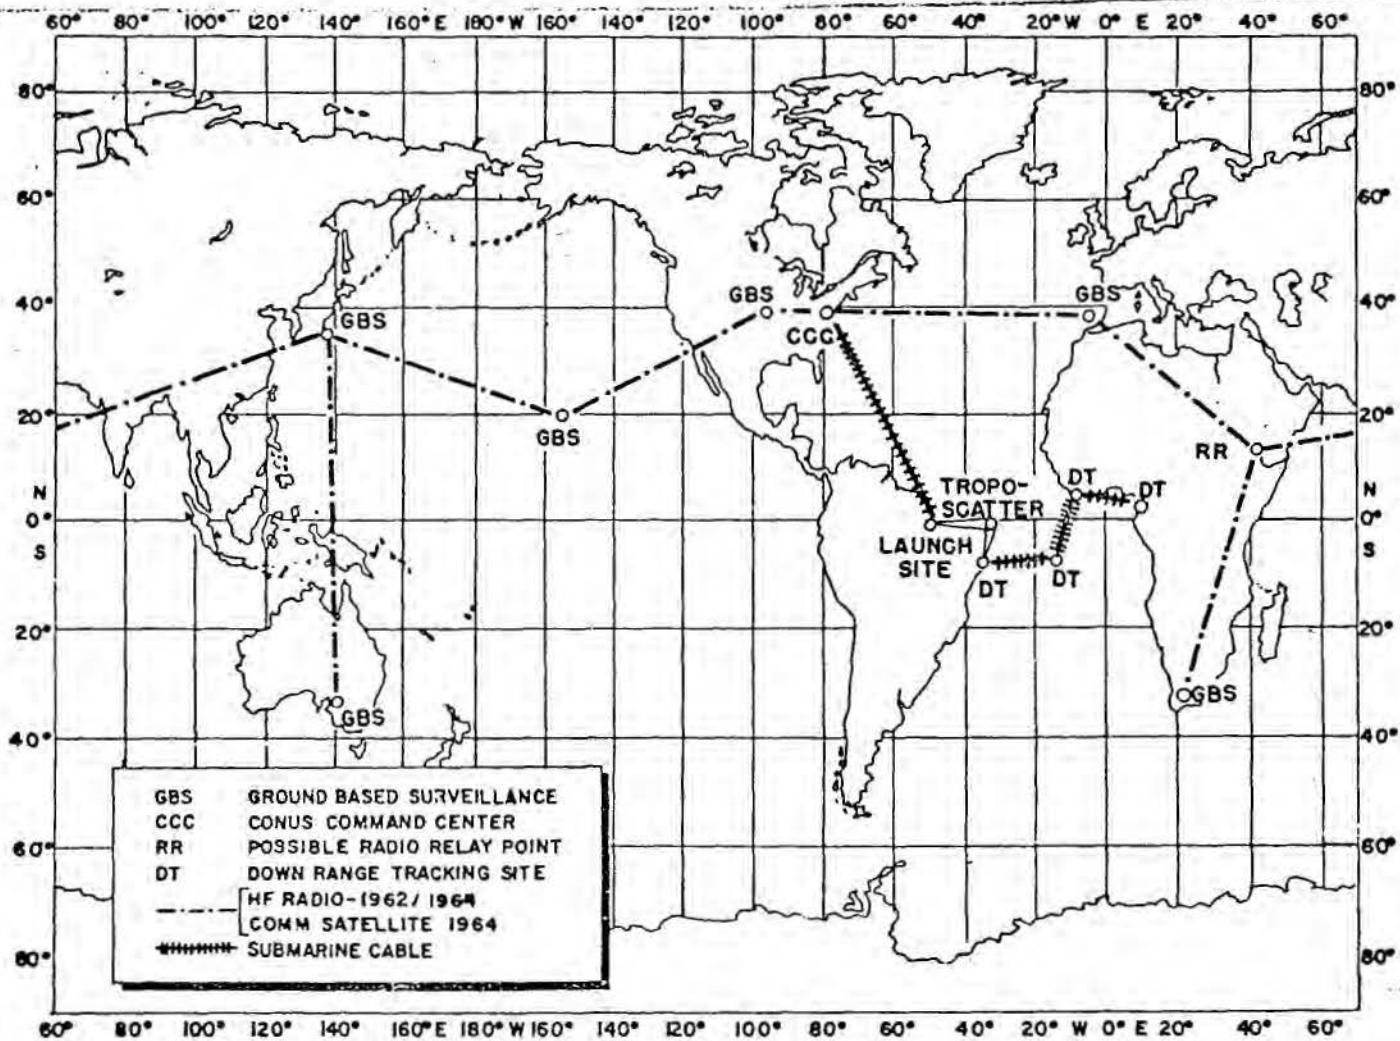 60° 80° 100° 120° 140° 160° E 180° W 160° 140° 120° 100° 80° 60° 40° 20° W 0° E 20° 40° 60°
80° 80°
60° 60°
40° GBS GBS GBS 40°
CCC
20° GBS 20°
RR
N TROPO- DT DT N
0° SCATTER 0°
S LAUNCH S
SITE DT DT
20° 20°
GBS GBS
40° 40°
GBS GROUND BASED SURVEILLANCE
CCC CONUS COMMAND CENTER
60° RR POSSIBLE RADIO RELAY POINT 60°
DT DOWN RANGE TRACKING SITE
HF RADIO-1962/1964
COMM SATELLITE 1964
SUBMARINE CABLE
80° 80°
60° 80° 100° 120° 140° 160° E 180° W 160° 140° 120° 100° 80° 60° 40° 20° W 0° E 20° 40° 60°